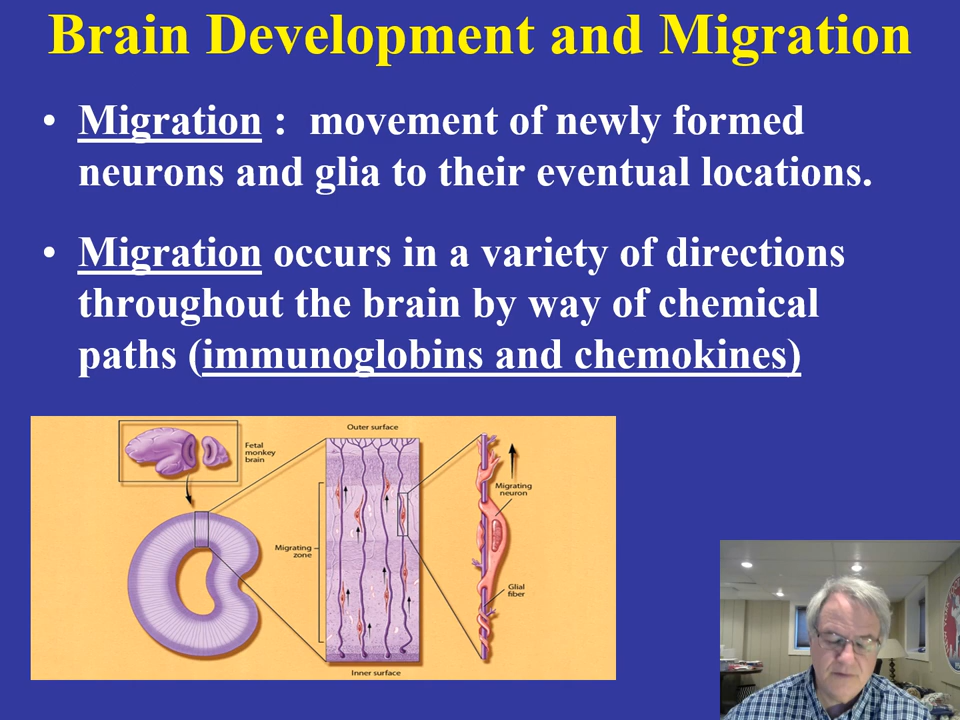 Brain Development and Migration
• Migration : movement of newly formed
neurons and glia to their eventual locations.
• Migration occurs in a variety of directions
throughout the brain by way of chemical
paths (immunoglobins and chemokines)
Outer surface
Fetal
monkey
brain
Migrating
neuron
Migrating
zone
Glial
fiber
Inner surface